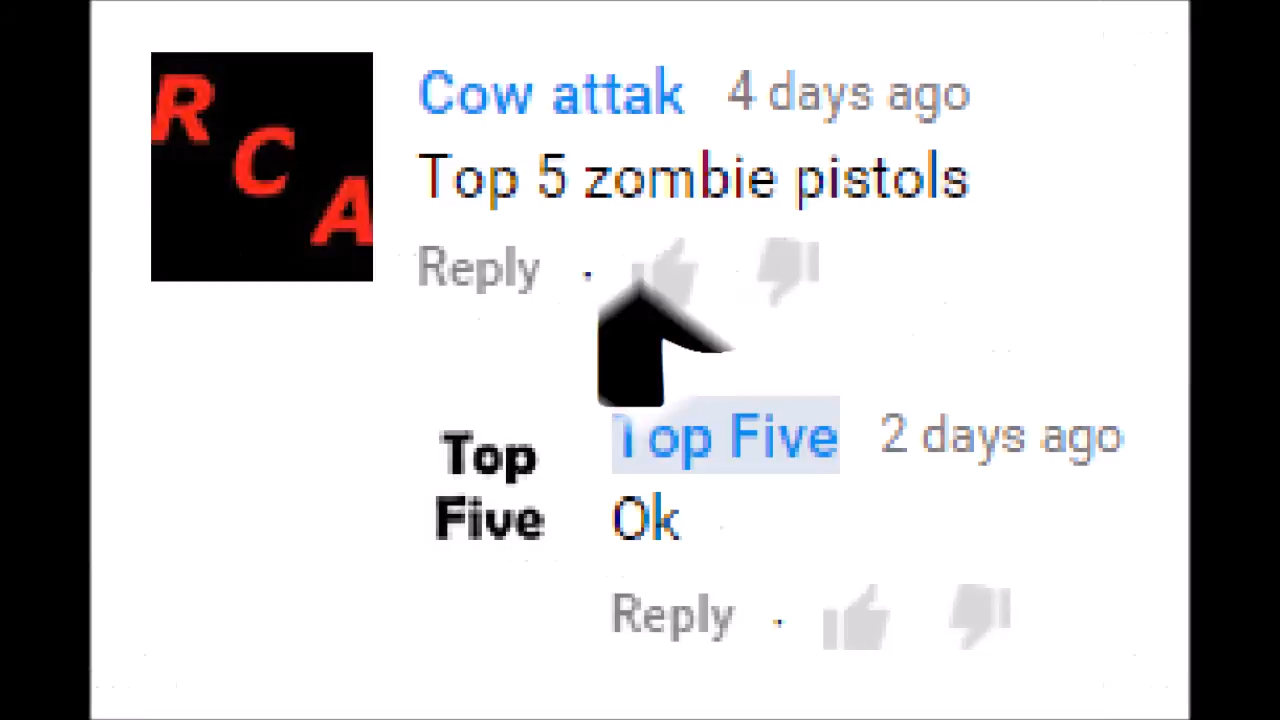 R
C
A
Cow attak 4 days ago
Top 5 zombie pistols
Reply ·
Top
Five
Top Five 2 days ago
Ok
Reply ·